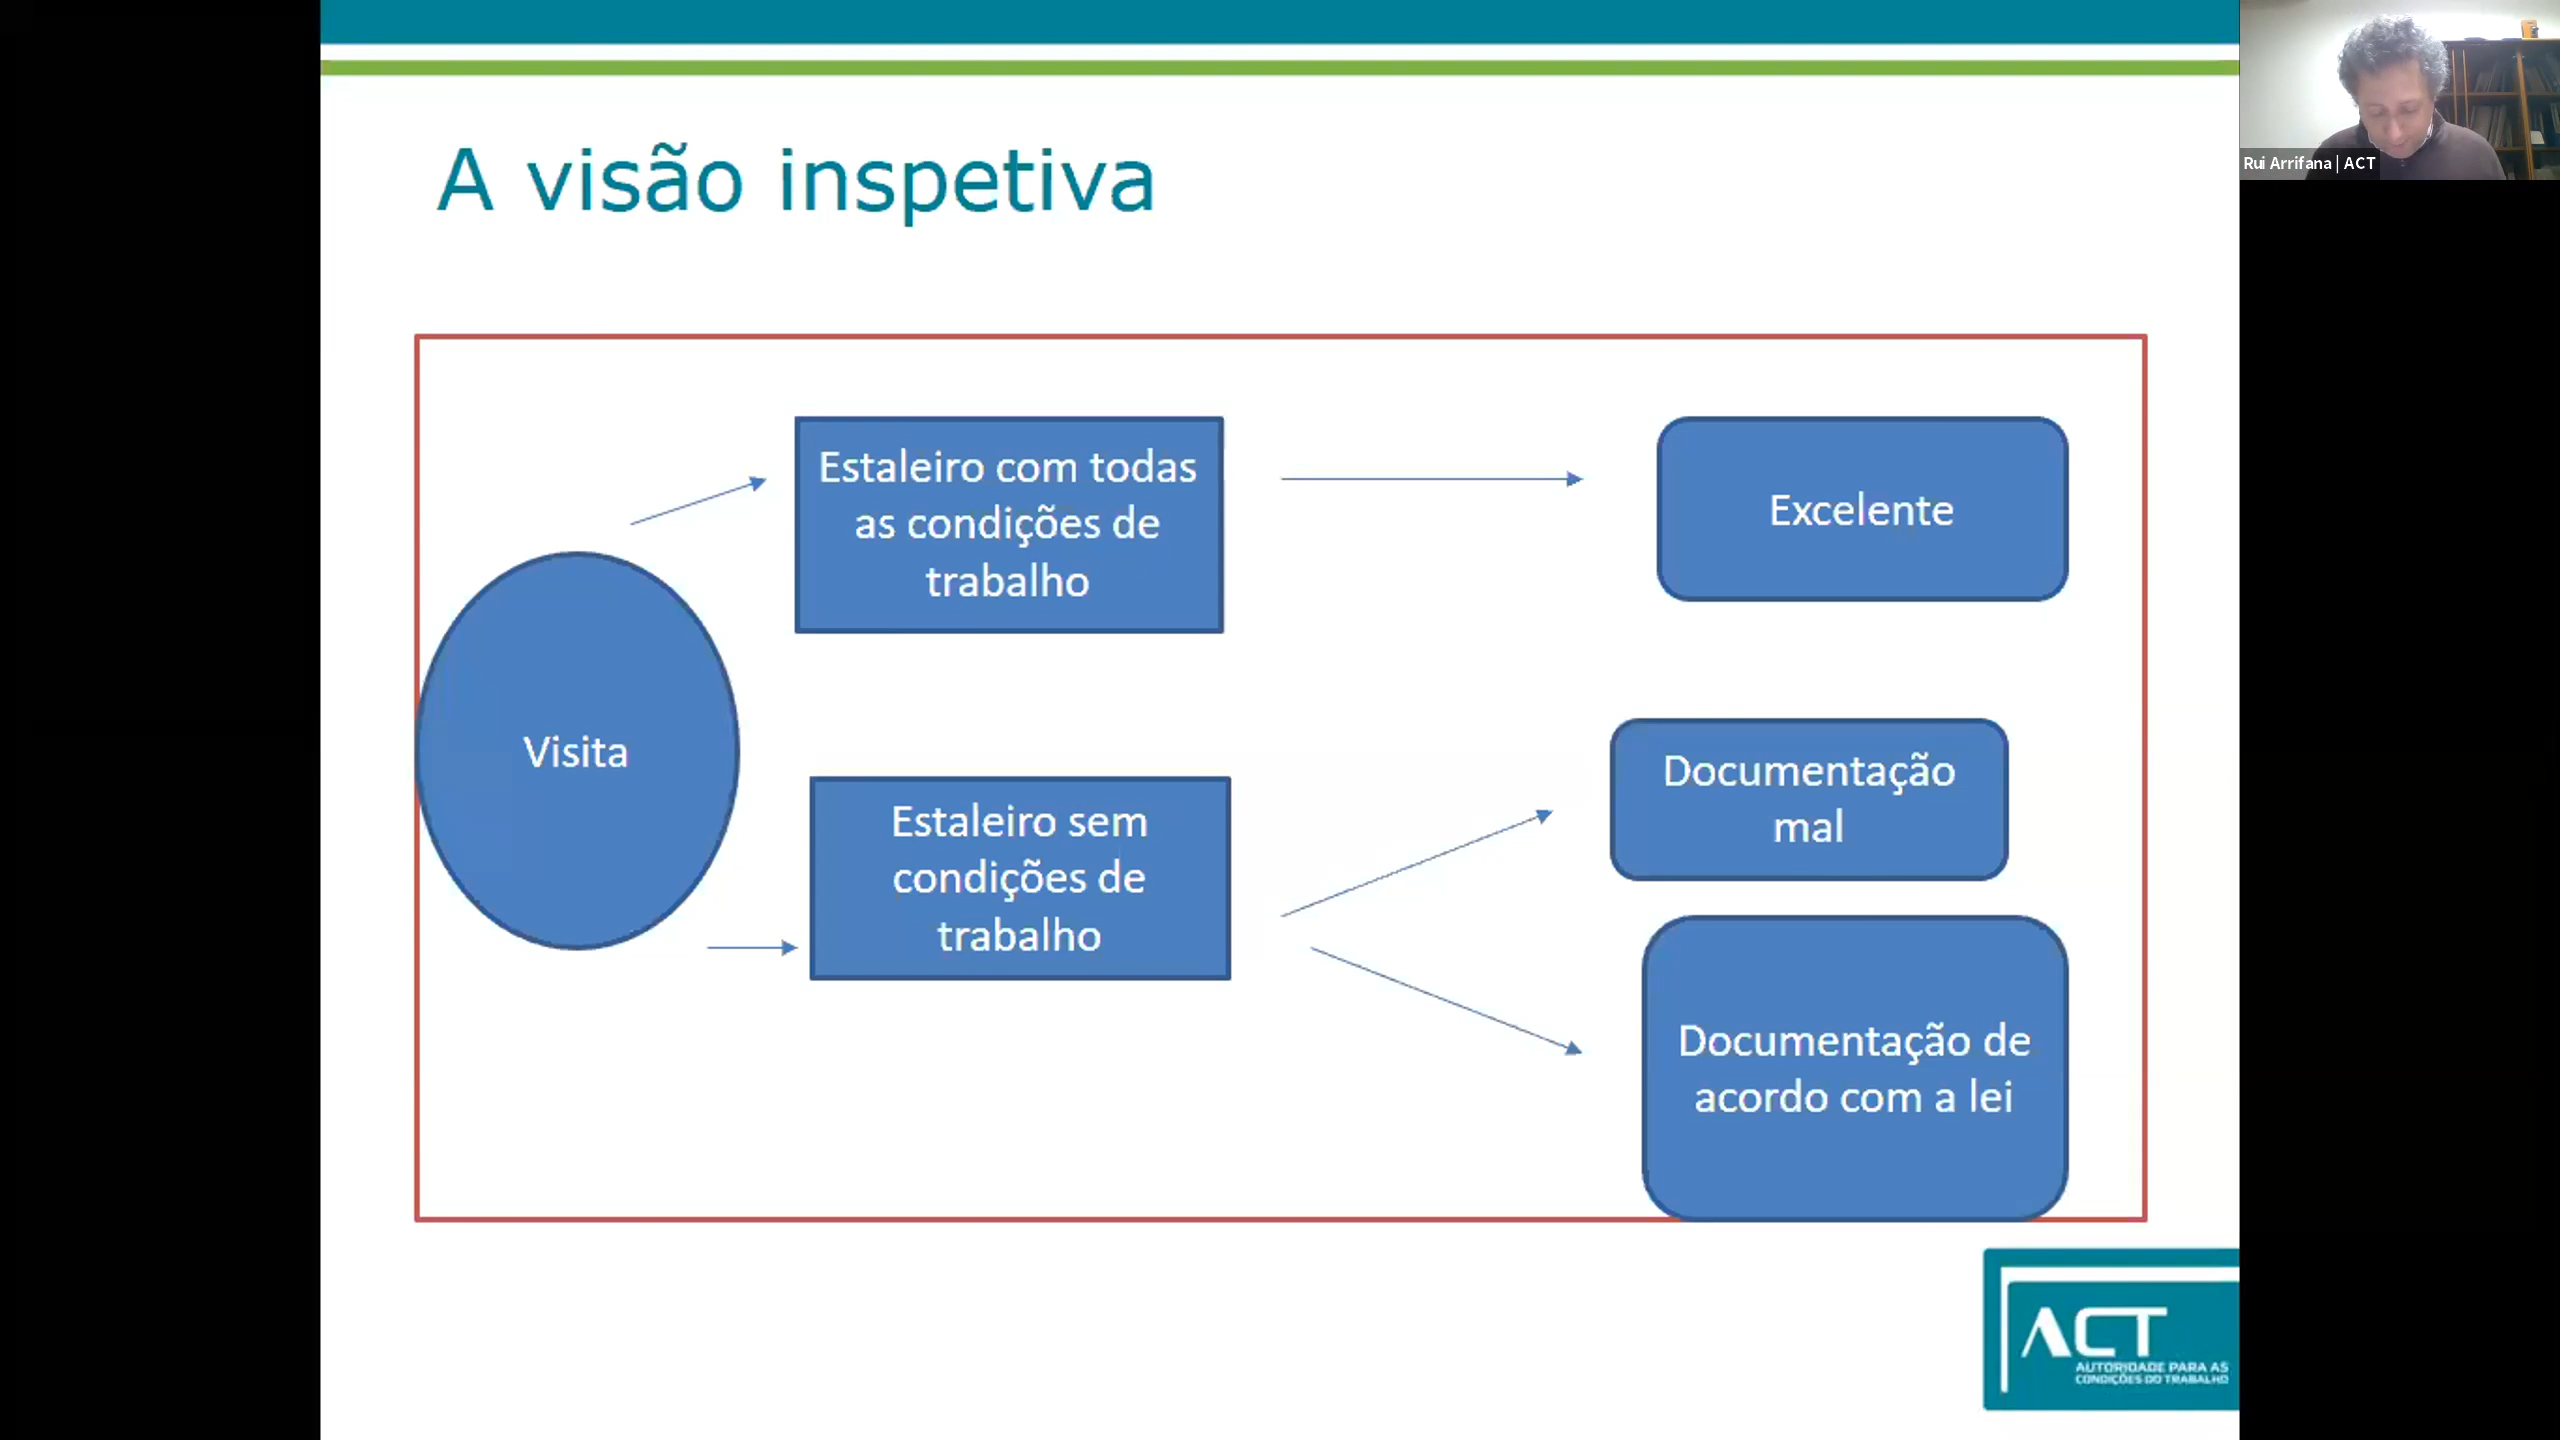 A visão inspetiva
Rui Arrifana | ACT
Estaleiro com todas
as condições de
trabalho
Excelente
Visita
Estaleiro sem
condições de
trabalho
Documentação
mal
Documentação de
acordo com a lei
ACT
AUTORIDADE PARA AS
CONDIÇÕES DO TRABALHO